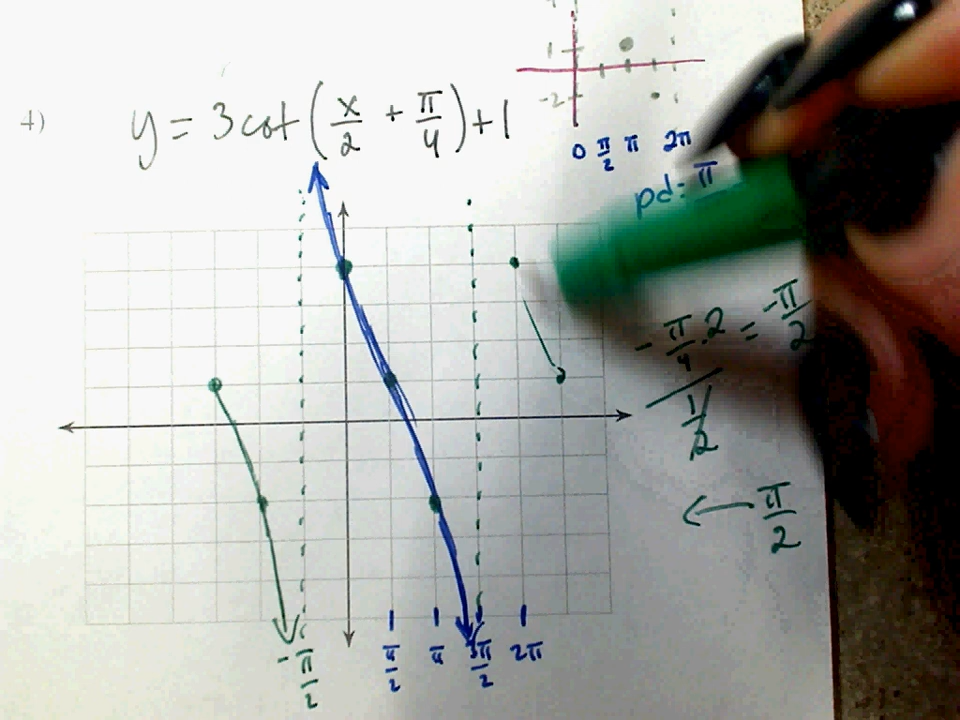 4) y = 3cot(x/2 + π/4) + 1
1
-2
0 π/2 π 2π
pd: π
-π/4 · 2 = -π/2
1/2
← π/2
-π/2 π/2 π 3π/2 2π